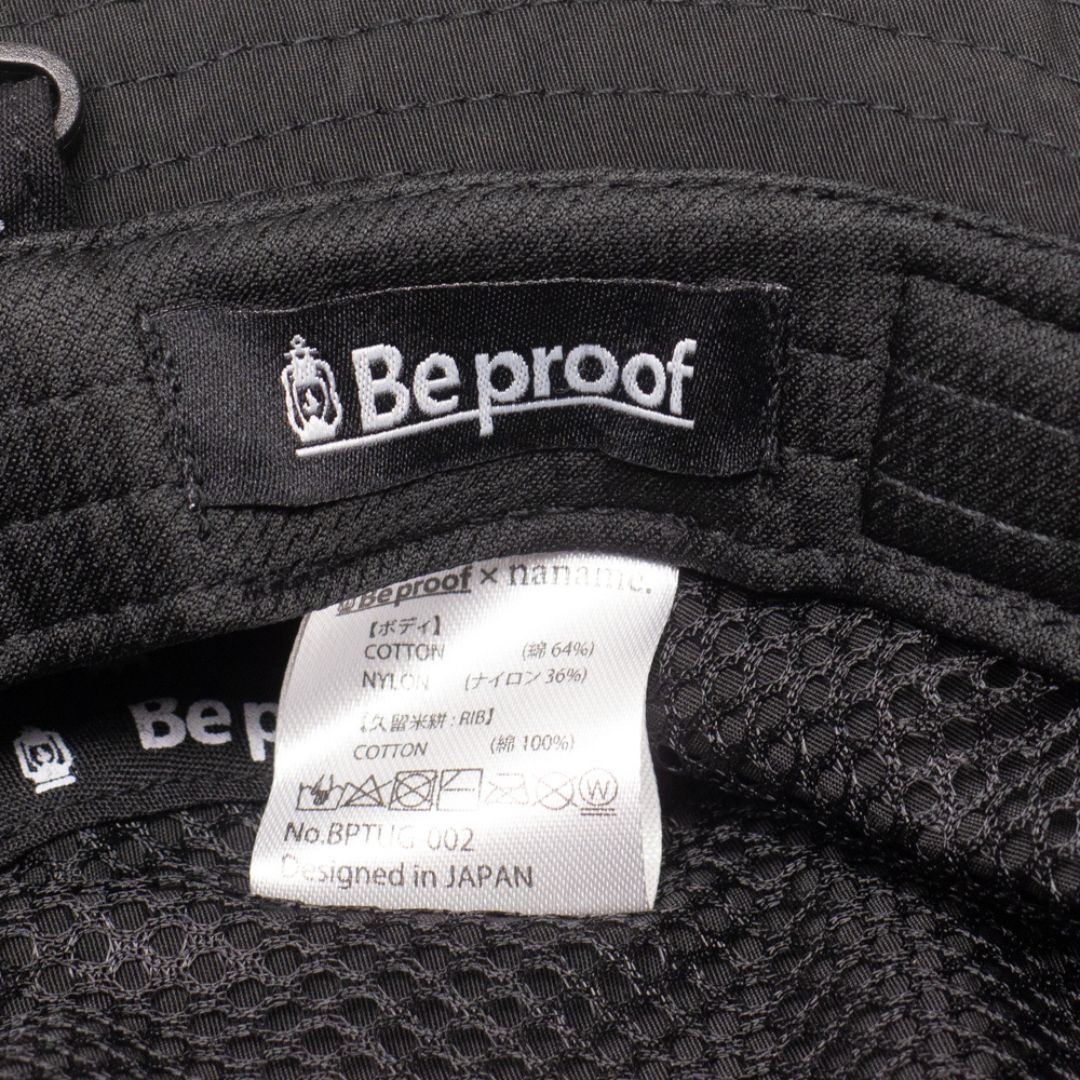 Be proof
Be proof × naname.
【ボディ】
COTTON (綿 64%)
NYLON (ナイロン 36%)
【久留米絣 : RIB】
COTTON (綿 100%)
W
No.BPTUG-002
Designed in JAPAN
Be p